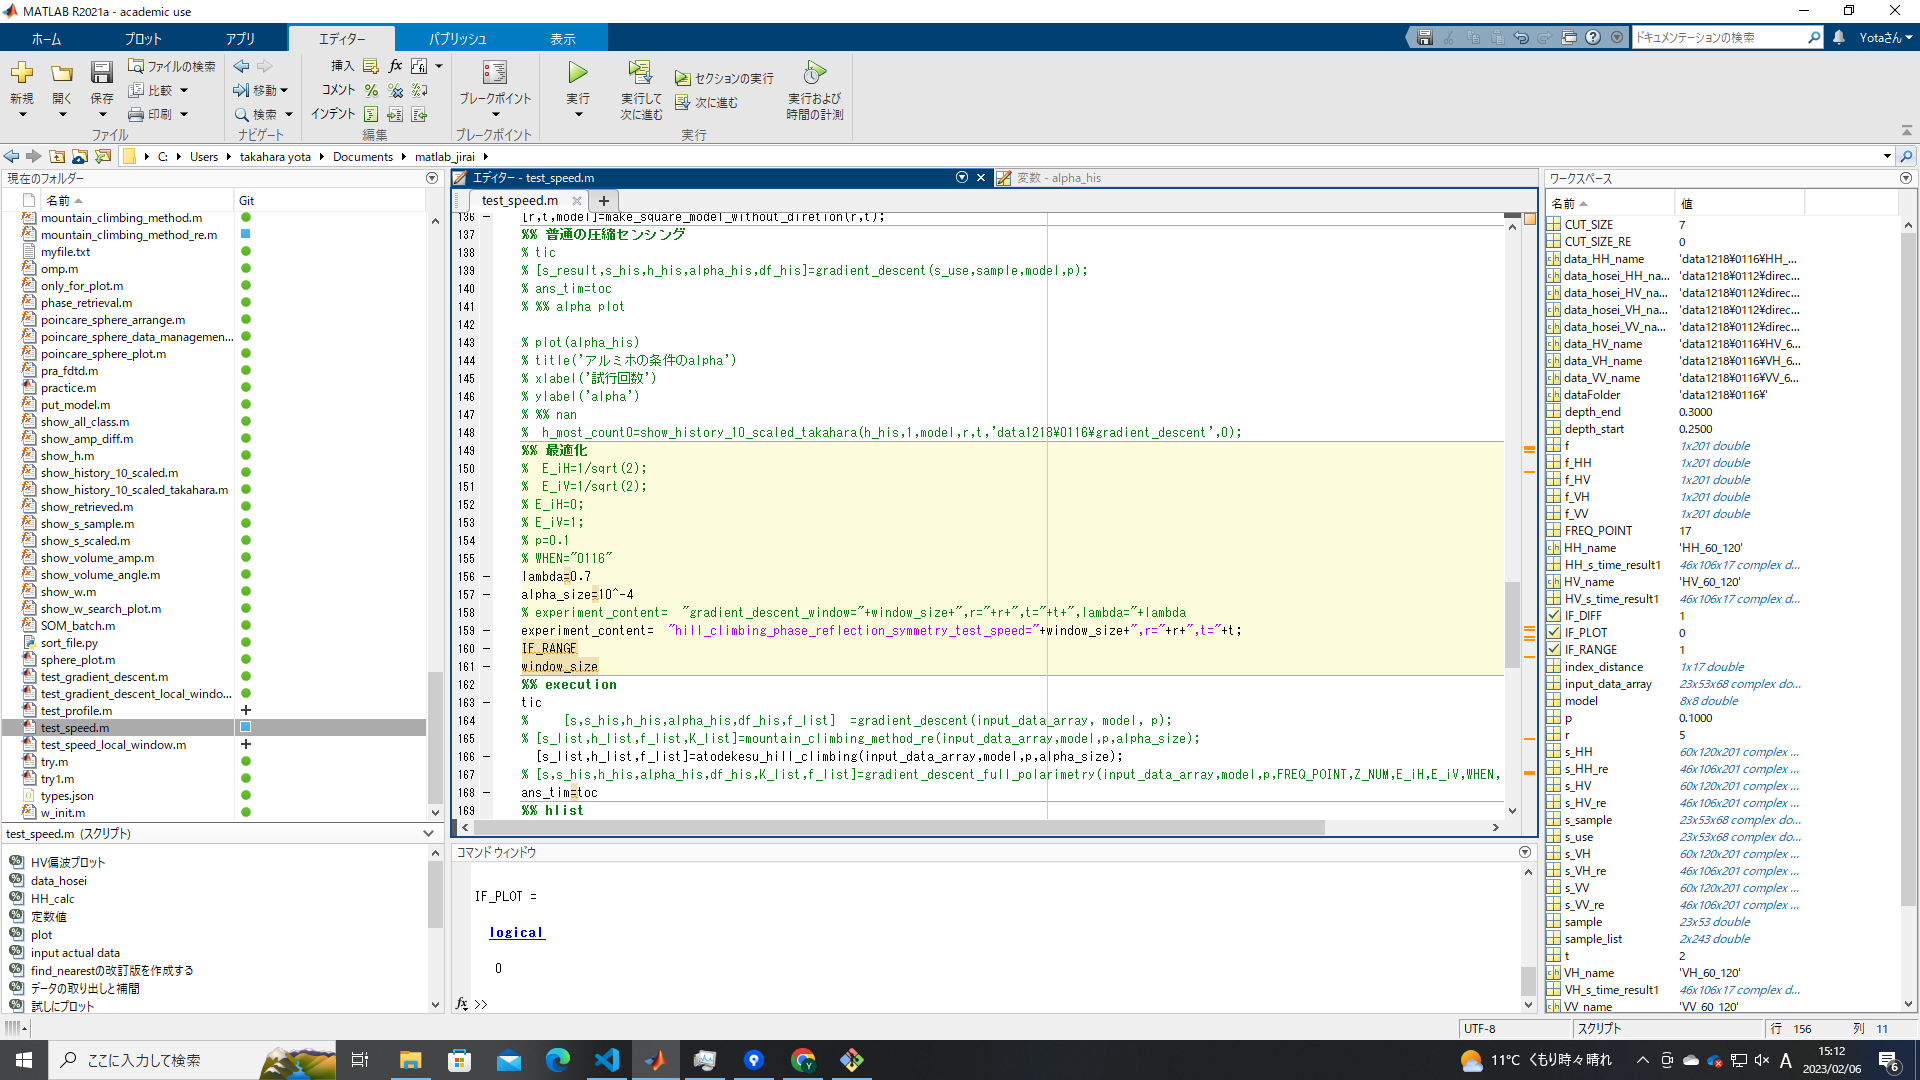 MATLAB R2021a - academic use
ホーム
プロット
アプリ
エディター
パブリッシュ
表示
ドキュメンテーションの検索
Yotaさん
新規
開く
保存
ファイルの検索
比較
印刷
ファイル
移動
検索
ナビゲート
挿入
コメント
インデント
編集
ブレークポイント
ブレークポイント
実行
実行して
次に進む
セクションの実行
次に進む
実行および
時間の計測
実行
C: Users takahara yota Documents matlab_jirai
現在のフォルダー
名前 Git
mountain_climbing_method.m
mountain_climbing_method_re.m
myfile.txt
omp.m
only_for_plot.m
phase_retrieval.m
poincare_sphere_arrange.m
poincare_sphere_data_managemen...
poincare_sphere_plot.m
pra_fdtd.m
practice.m
put_model.m
show_all_class.m
show_amp_diff.m
show_h.m
show_history_10_scaled.m
show_history_10_scaled_takahara.m
show_retrieved.m
show_s_sample.m
show_s_scaled.m
show_volume_amp.m
show_volume_angle.m
show_w.m
show_w_search_plot.m
SOM_batch.m
sort_file.py
sphere_plot.m
test_gradient_descent.m
test_gradient_descent_local_windo...
test_profile.m
test_speed.m
test_speed_local_window.m
try.m
try1.m
types.json
w_init.m
test_speed.m (スクリプト)
HV偏波プロット
data_hosei
HH_calc
定数値
plot
input actual data
find_nearestの改訂版を作成する
データの取り出しと補間
試しにプロット
エディター - test_speed.m
変数 - alpha_his
test_speed.m
136 [r,t,model]=make_square_model_without_diretion(r,t);
137 %% 普通の圧縮センシング
138 % tic
139 % [s_result,s_his,h_his,alpha_his,df_his]=gradient_descent(s_use,sample,model,p);
140 % ans_tim=toc
141 % %% alpha plot
142
143 % plot(alpha_his)
144 % title('アルミホの条件のalpha')
145 % xlabel('試行回数')
146 % ylabel('alpha')
147 % %% nan
148 % h_most_count0=show_history_10_scaled_takahara(h_his,1,model,r,t,'data1218¥0116¥gradient_descent',0);
149 %% 最適化
150 % E_iH=1/sqrt(2);
151 % E_iV=1/sqrt(2);
152 % E_iH=0;
153 % E_iV=1;
154 % p=0.1
155 % WHEN="0116"
156 lambda=0.7
157 alpha_size=10^-4
158 % experiment_content= "gradient_descent_window="+window_size+",r="+r+",t="+t+",lambda="+lambda
159 experiment_content= "hill_climbing_phase_reflection_symmetry_test_speed="+window_size+",r="+r+",t="+t;
160 IF_RANGE
161 window_size
162 %% execution
163 tic
164 % [s,s_his,h_his,alpha_his,df_his,f_list] =gradient_descent(input_data_array, model, p);
165 % [s_list,h_list,f_list,K_list]=mountain_climbing_method_re(input_data_array,model,p,alpha_size);
166 [s_list,h_list,f_list]=atodekesu_hill_climbing(input_data_array,model,p,alpha_size);
167 % [s,s_his,h_his,alpha_his,df_his,K_list,f_list]=gradient_descent_full_polarimetry(input_data_array,model,p,FREQ_POINT,Z_NUM,E_iH,E_iV,WHEN,
168 ans_tim=toc
169 %% hlist
コマンド ウィンドウ
IF_PLOT =
logical
0
fx >>
ワークスペース
名前 値
CUT_SIZE 7
CUT_SIZE_RE 0
data_HH_name 'data1218¥0116¥HH_...
data_hosei_HH_na... 'data1218¥0112¥direc...
data_hosei_HV_na... 'data1218¥0112¥direc...
data_hosei_VH_na... 'data1218¥0112¥direc...
data_hosei_VV_na... 'data1218¥0112¥direc...
data_HV_name 'data1218¥0116¥HV_6...
data_VH_name 'data1218¥0116¥VH_6...
data_VV_name 'data1218¥0116¥VV_6...
dataFolder 'data1218¥0116¥'
depth_end 0.3000
depth_start 0.2500
f 1x201 double
f_HH 1x201 double
f_HV 1x201 double
f_VH 1x201 double
f_VV 1x201 double
FREQ_POINT 17
HH_name 'HH_60_120'
HH_s_time_result1 46x106x17 complex d...
HV_name 'HV_60_120'
HV_s_time_result1 46x106x17 complex d...
IF_DIFF 1
IF_PLOT 0
IF_RANGE 1
index_distance 1x17 double
input_data_array 23x53x68 complex do...
model 8x8 double
p 0.1000
r 5
s_HH 60x120x201 complex ...
s_HH_re 46x106x201 complex ...
s_HV 60x120x201 complex ...
s_HV_re 46x106x201 complex ...
s_sample 23x53x68 complex do...
s_use 23x53x68 complex do...
s_VH 60x120x201 complex ...
s_VH_re 46x106x201 complex ...
s_VV 60x120x201 complex ...
s_VV_re 46x106x201 complex ...
sample 23x53 double
sample_list 2x243 double
t 2
VH_name 'VH_60_120'
VH_s_time_result1 46x106x17 complex d...
VV_name 'VV_60_120'
UTF-8 スクリプト 行 156 列 11
ここに入力して検索
11°C くもり時々晴れ
A
15:12
2023/02/06
6